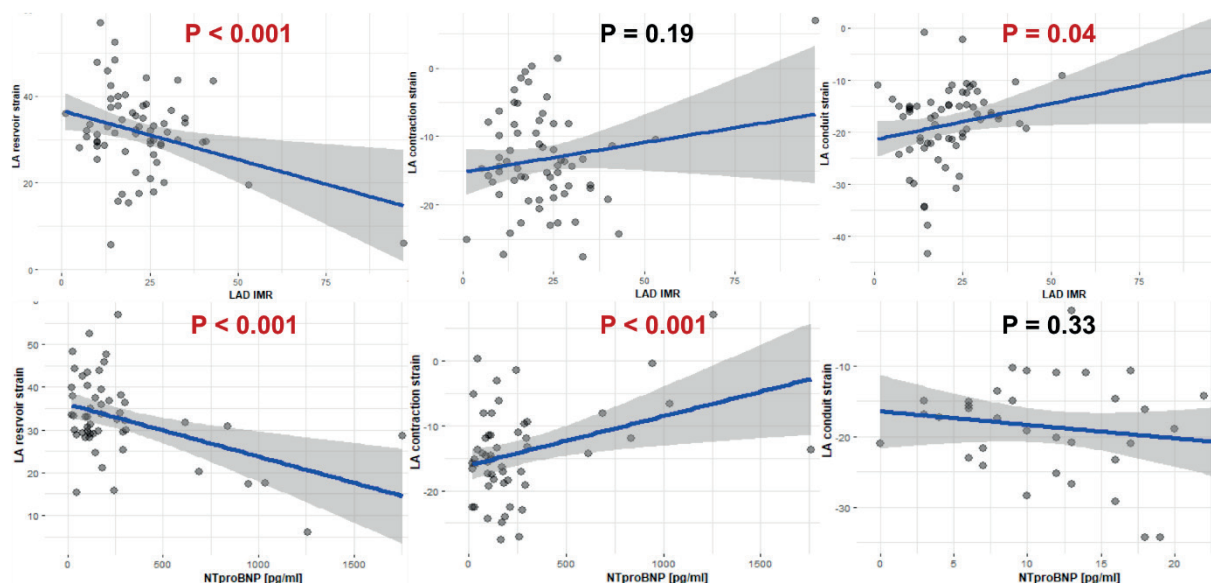 P < 0.001
LA resrvoir strain
40
20
0
0
25
50
75
LAD IMR
P = 0.19
LA contraction strain
0
-10
-20
0
25
50
75
LAD IMR
P = 0.04
LA conduit strain
0
-10
-20
-30
-40
0
25
50
75
LAD IMR
P < 0.001
LA resrvoir strain
50
40
30
20
10
0
500
1000
1500
NTproBNP [pg/ml]
P < 0.001
LA contraction strain
0
-10
-20
0
500
1000
1500
NTproBNP [pg/ml]
P = 0.33
LA conduit strain
-10
-20
-30
0
5
10
15
20
NTproBNP [pg/ml]